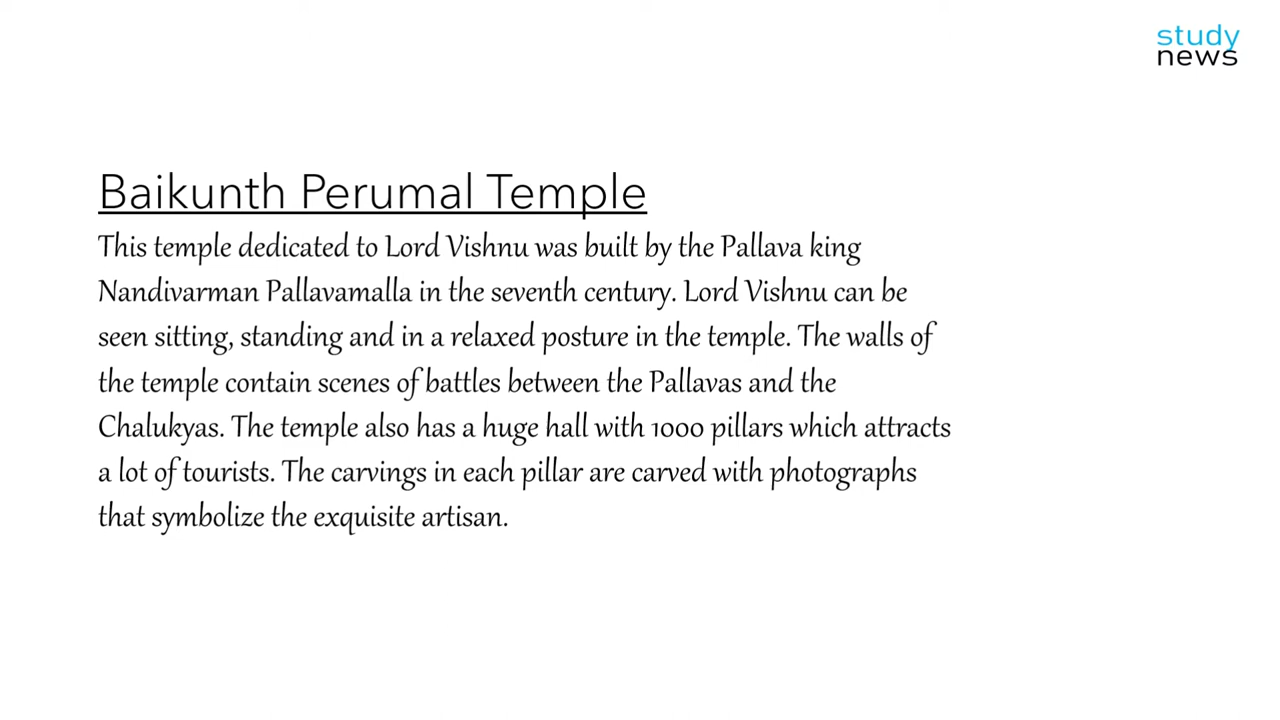 study
news
Baikunth Perumal Temple
This temple dedicated to Lord Vishnu was built by the Pallava king
Nandivarman Pallavamalla in the seventh century. Lord Vishnu can be
seen sitting, standing and in a relaxed posture in the temple. The walls of
the temple contain scenes of battles between the Pallavas and the
Chalukyas. The temple also has a huge hall with 1000 pillars which attracts
a lot of tourists. The carvings in each pillar are carved with photographs
that symbolize the exquisite artisan.